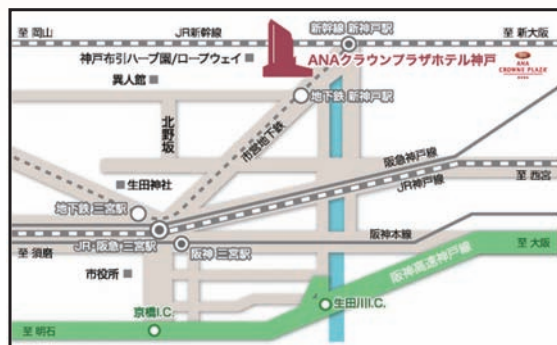 至 岡山
JR新幹線
新幹線 新神戸駅
至 新大阪
神戸布引ハーブ園/ロープウェイ
ANAクラウンプラザホテル神戸
ANA
CROWNE PLAZA
異人館
地下鉄 新神戸駅
北野坂
市営地下鉄
阪急神戸線
JR神戸線
至 西宮
生田神社
地下鉄 三宮駅
JR・阪急 三宮駅
阪神 三宮駅
阪神本線
至 須磨
至 大阪
市役所
阪神高速神戸線
生田川I.C.
京橋I.C.
至 明石